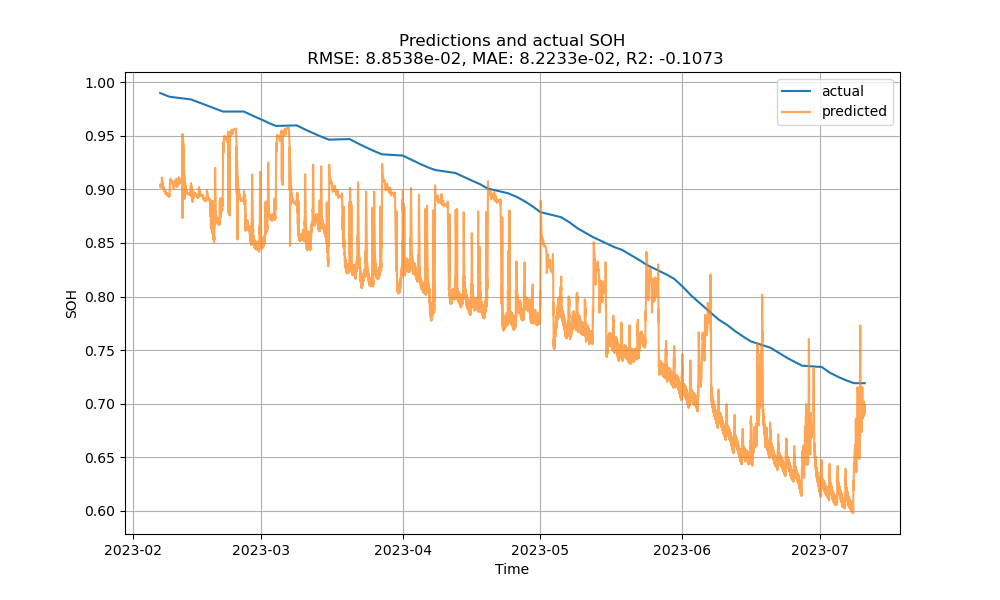 Predictions and actual SOH
RMSE: 8.8538e-02, MAE: 8.2233e-02, R2: -0.1073
actual
predicted
1.00
0.95
0.90
0.85
0.80
0.75
0.70
0.65
0.60
SOH
2023-02 2023-03 2023-04 2023-05 2023-06 2023-07
Time